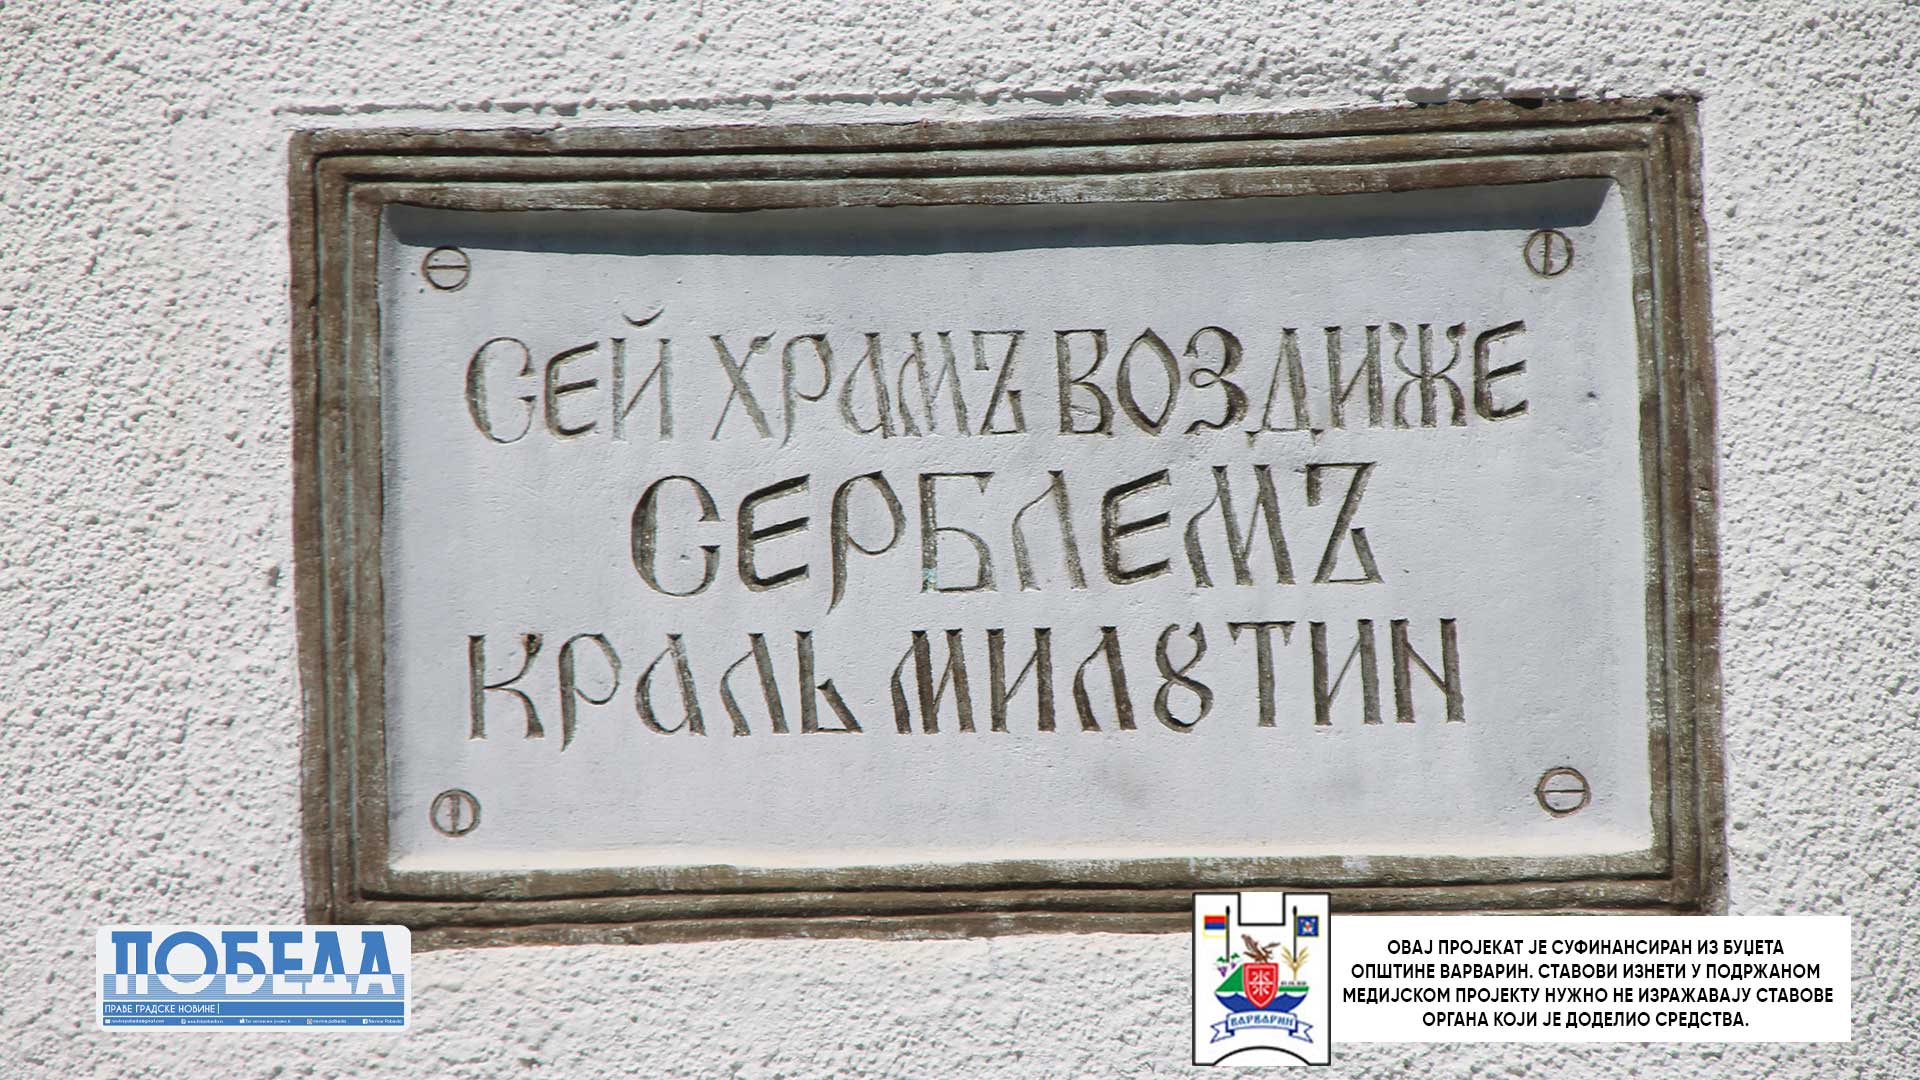 СЕЙ ХРАМЪ ВОЗДИЖЕ
СЕРБЛЕМЪ
КРАЛЬ МИЛꙊТИН
ПОБЕДА
ПРАВЕ ГРАДСКЕ НОВИНЕ
ВАРВАРИН
ОВАЈ ПРОЈЕКАТ ЈЕ СУФИНАНСИРАН ИЗ БУЏЕТА
ОПШТИНЕ ВАРВАРИН. СТАВОВИ ИЗНЕТИ У ПОДРЖАНОМ
МЕДИЈСКОМ ПРОЈЕКТУ НУЖНО НЕ ИЗРАЖАВАЈУ СТАВОВЕ
ОРГАНА КОЈИ ЈЕ ДОДЕЛИО СРЕДСТВА.